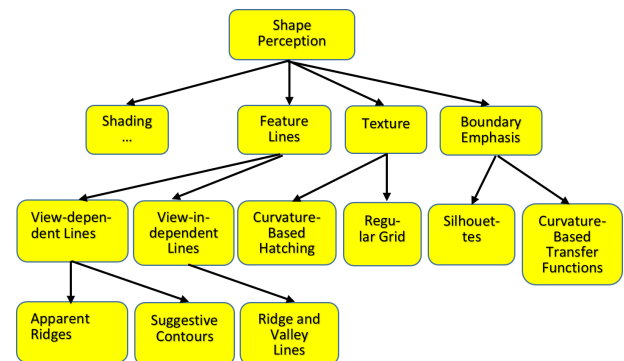 Shape
Perception
Shading
...
Feature
Lines
Texture
Boundary
Emphasis
View-depen-
dent Lines
View-in-
dependent
Lines
Curvature-
Based
Hatching
Regu-
lar Grid
Silhouet-
tes
Curvature-
Based
Transfer
Functions
Apparent
Ridges
Suggestive
Contours
Ridge and
Valley
Lines